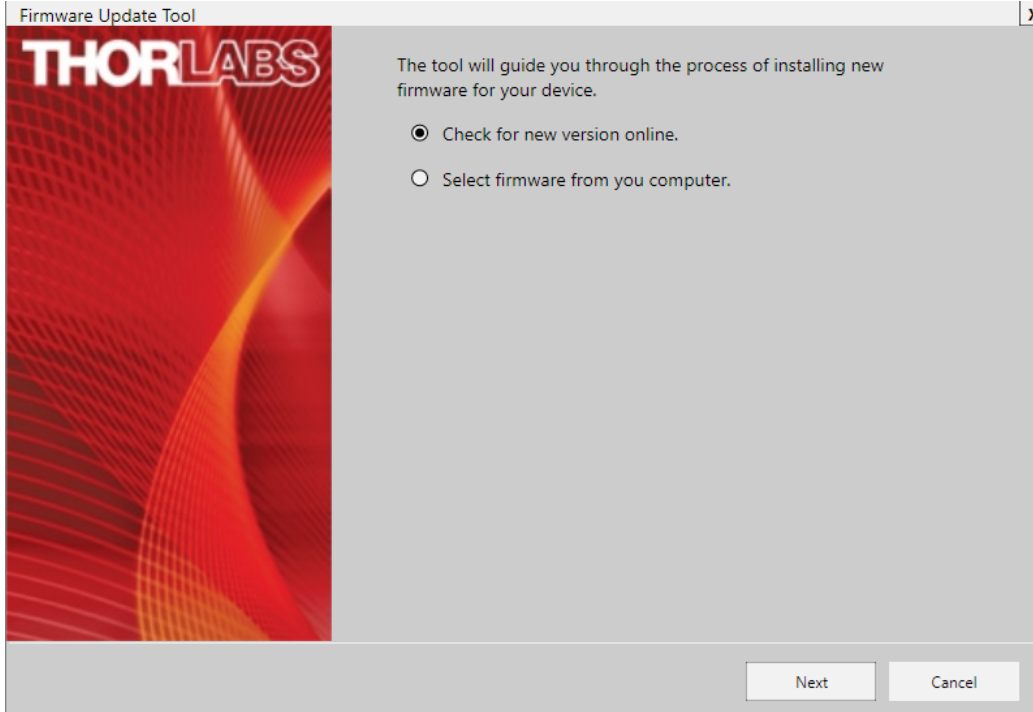 Firmware Update Tool
THORLABS
The tool will guide you through the process of installing new
firmware for your device.
Check for new version online.
Select firmware from you computer.
Next
Cancel